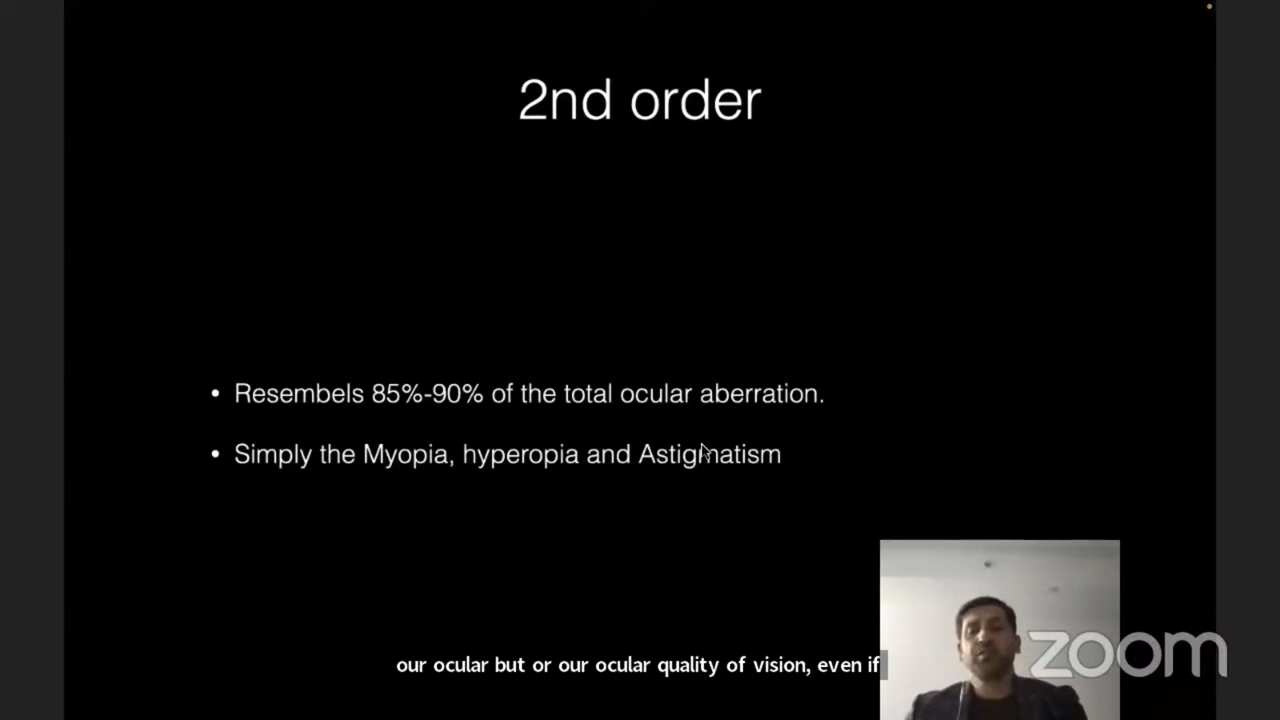 2nd order
• Resembels 85%-90% of the total ocular aberration.
• Simply the Myopia, hyperopia and Astigmatism
our ocular but or our ocular quality of vision, even if
zoom